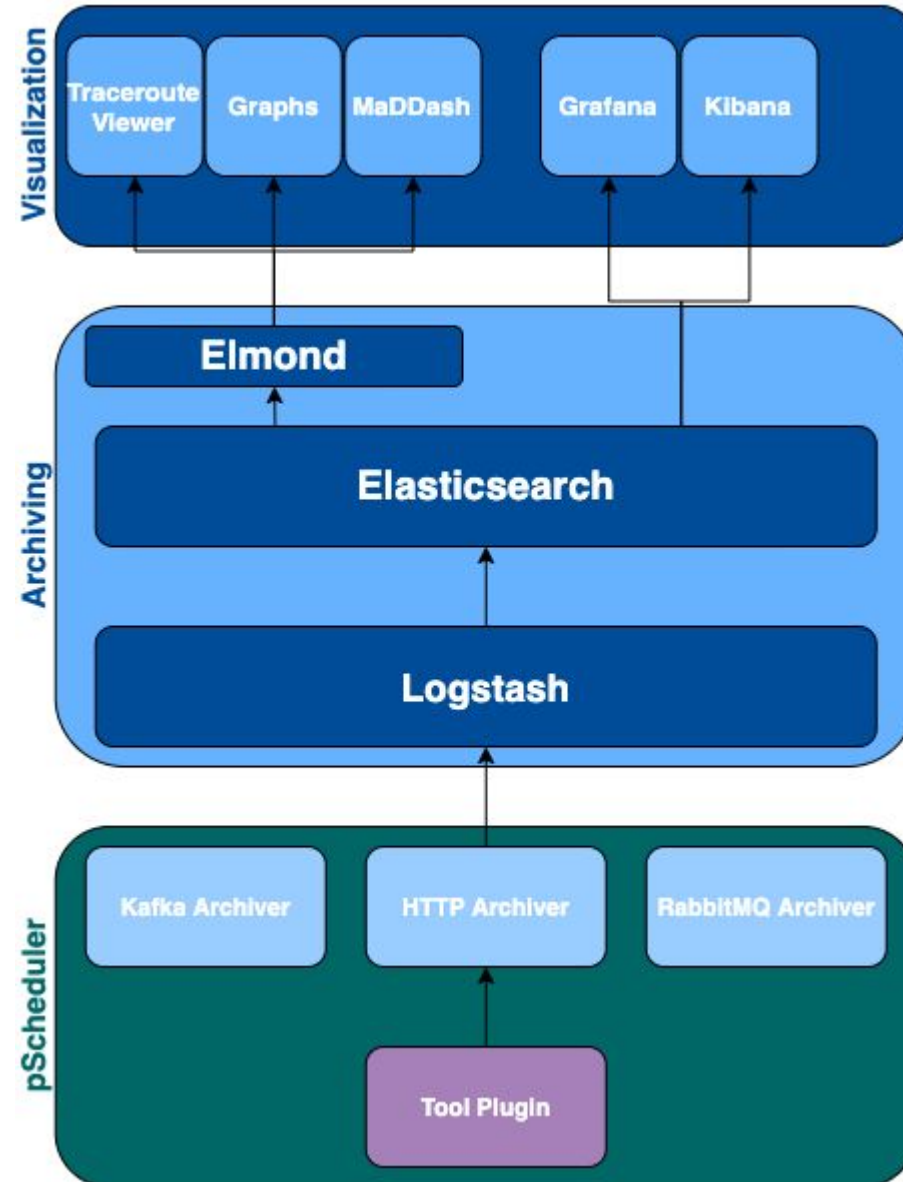 Visualization
Traceroute
Viewer
Graphs
MaDDash
Grafana
Kibana
Archiving
Elmond
Elasticsearch
Logstash
pScheduler
Kafka Archiver
HTTP Archiver
RabbitMQ Archiver
Tool Plugin